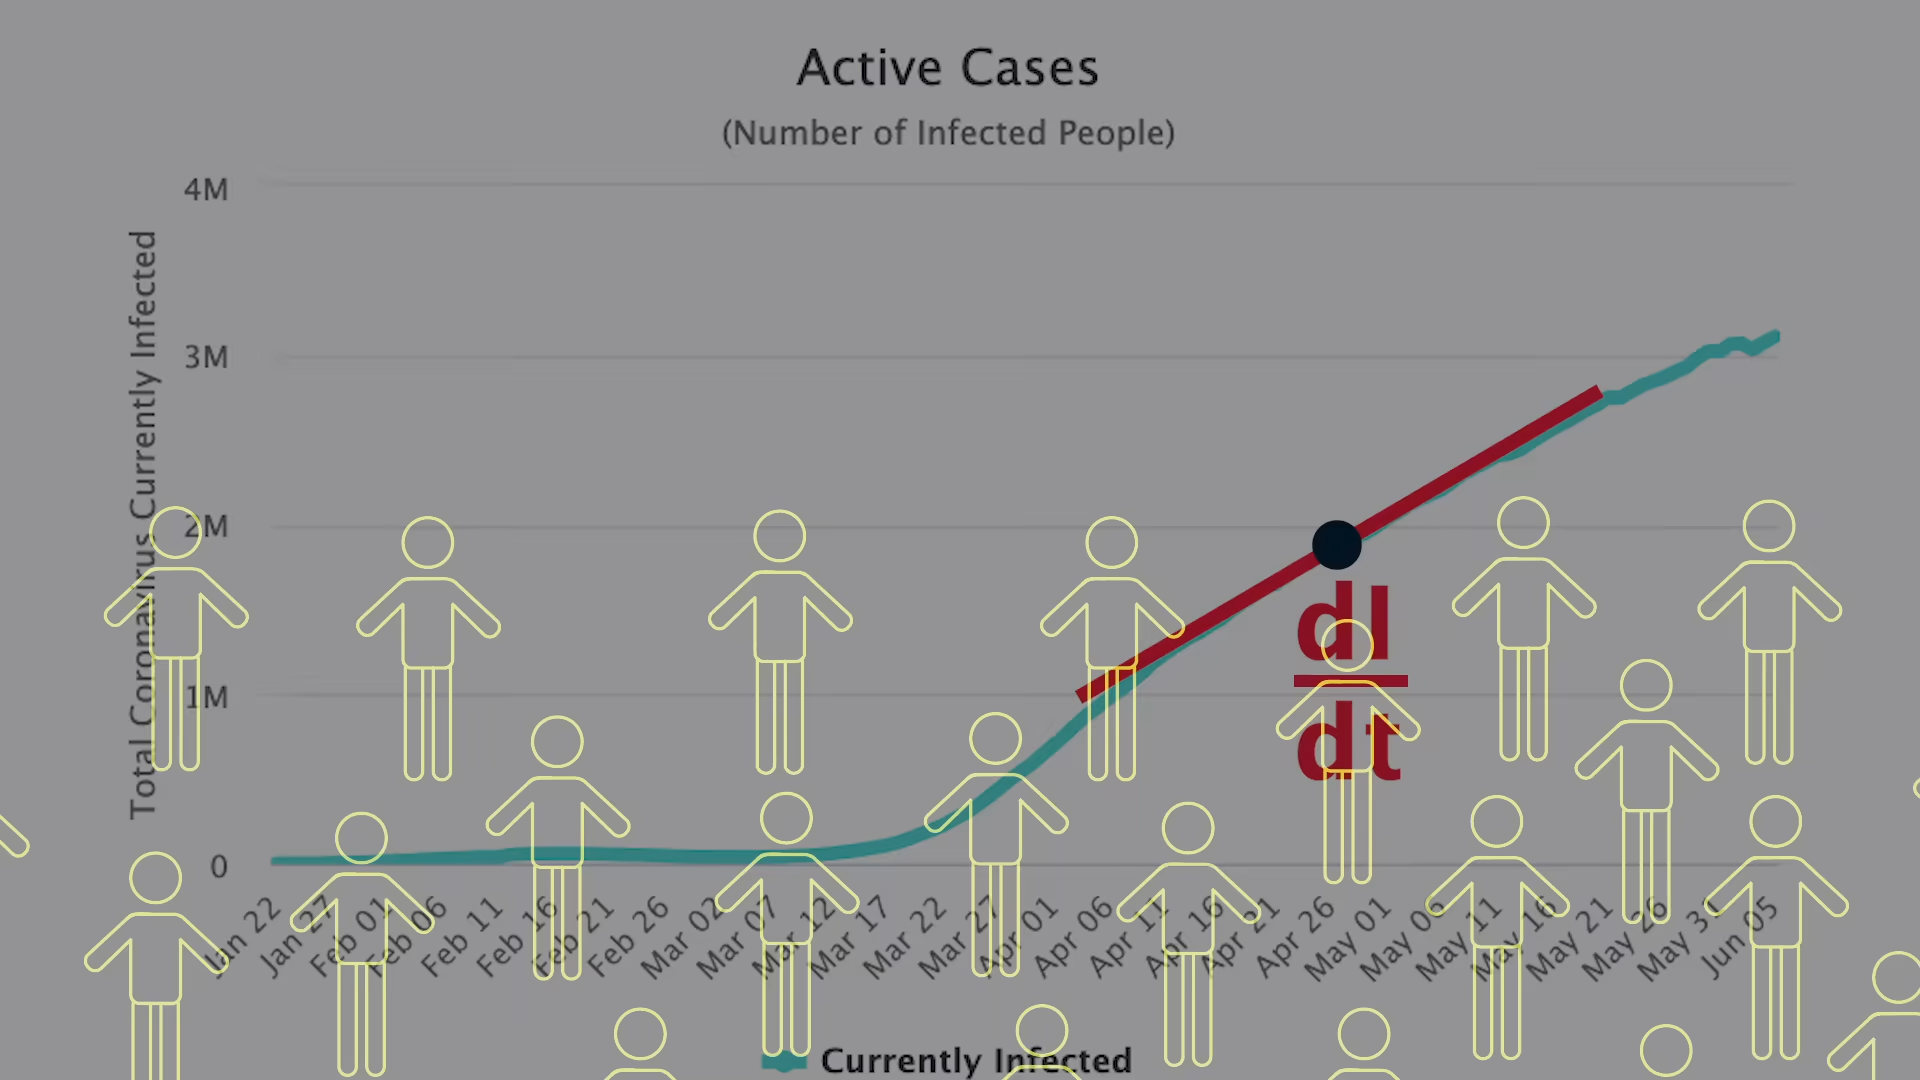 Active Cases
(Number of Infected People)
Total Coronavirus Currently Infected
4M
3M
2M
1M
0
dI
dt
Jan 22
Jan 27
Feb 01
Feb 06
Feb 11
Feb 16
Feb 21
Feb 26
Mar 02
Mar 07
Mar 12
Mar 17
Mar 22
Mar 27
Apr 01
Apr 06
Apr 11
Apr 16
Apr 21
Apr 26
May 01
May 06
May 11
May 16
May 21
May 26
May 31
Jun 05
Currently Infected